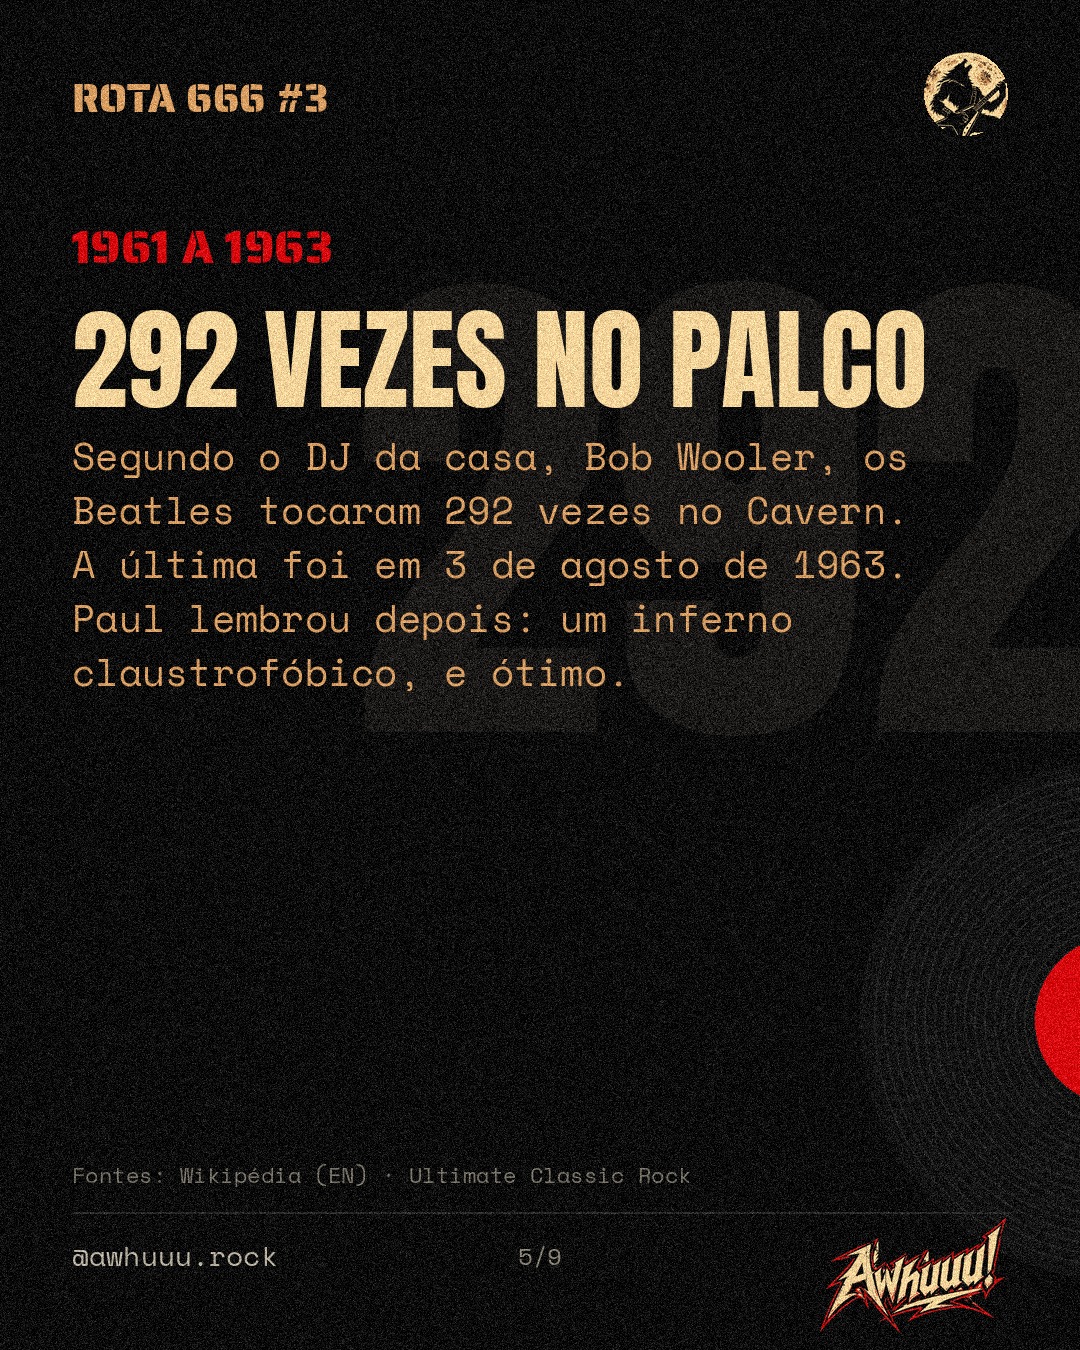 ROTA 666 #3
1961 A 1963
292 VEZES NO PALCO
292
Segundo o DJ da casa, Bob Wooler, os
Beatles tocaram 292 vezes no Cavern.
A última foi em 3 de agosto de 1963.
Paul lembrou depois: um inferno
claustrofóbico, e ótimo.
Fontes: Wikipédia (EN) · Ultimate Classic Rock
@awhuuu.rock
5/9
Awhuuu!